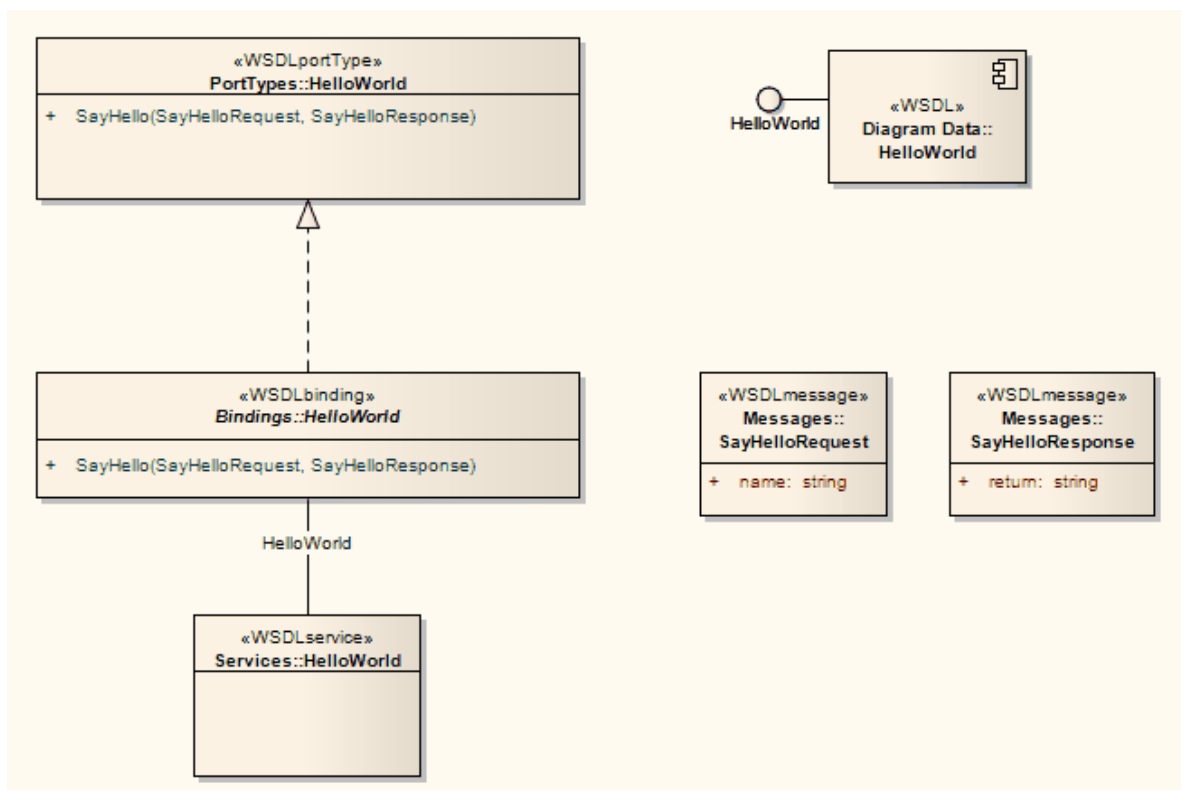 «WSDLportType»
PortTypes::HelloWorld
+ SayHello(SayHelloRequest, SayHelloResponse)
HelloWorld
«WSDL»
Diagram Data::
HelloWorld
«WSDLbinding»
Bindings::HelloWorld
+ SayHello(SayHelloRequest, SayHelloResponse)
HelloWorld
«WSDLservice»
Services::HelloWorld
«WSDLmessage»
Messages::
SayHelloRequest
+ name: string
«WSDLmessage»
Messages::
SayHelloResponse
+ return: string